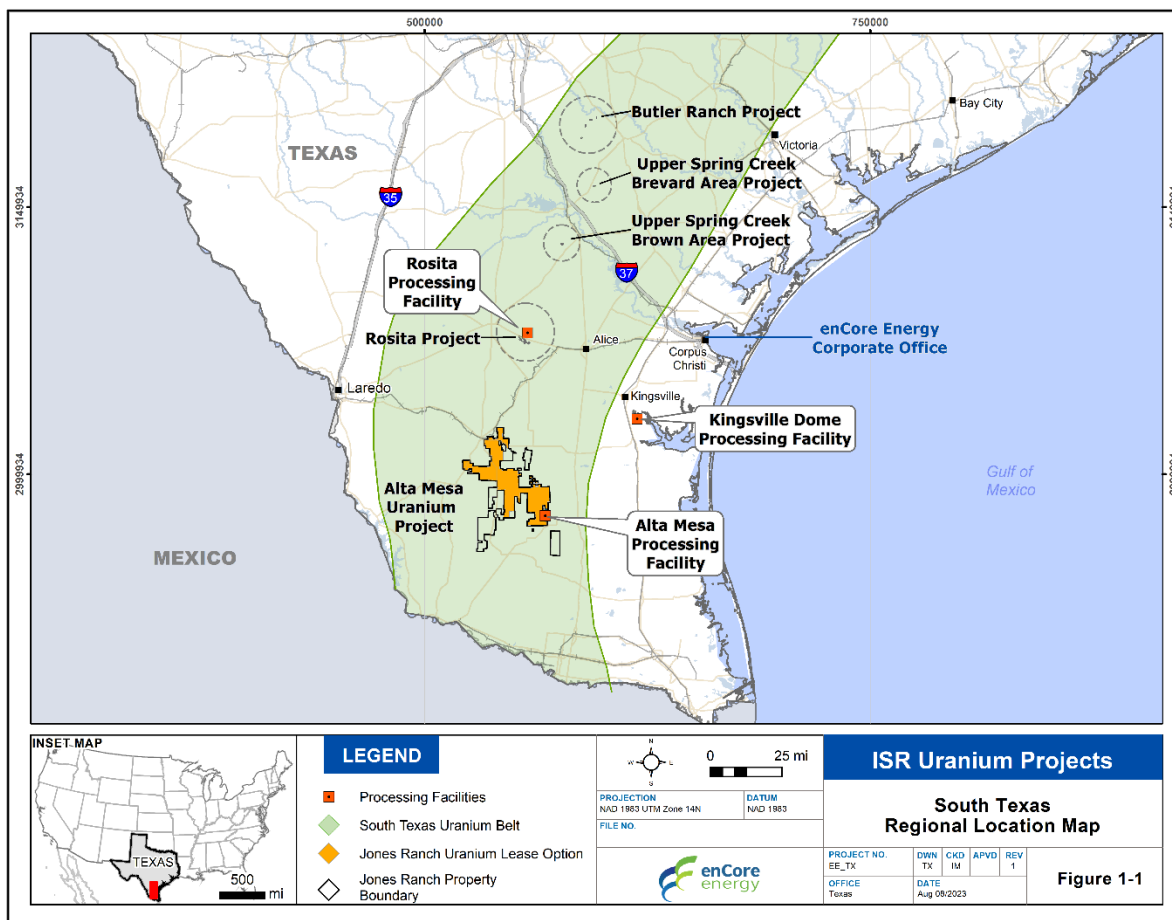 500000
750000
3149934
2999934
TEXAS
MEXICO
35
37
Butler Ranch Project
Upper Spring Creek
Brevard Area Project
Upper Spring Creek
Brown Area Project
Bay City
Victoria
Rosita
Processing
Facility
Rosita Project
Alice
Corpus
Christi
enCore Energy
Corporate Office
Laredo
Kingsville
Kingsville Dome
Processing Facility
Alta Mesa
Uranium
Project
Alta Mesa
Processing
Facility
Gulf of
Mexico
INSET MAP
TEXAS
500
mi
LEGEND
Processing Facilities
South Texas Uranium Belt
Jones Ranch Uranium Lease Option
Jones Ranch Property
Boundary
N
W E
S
0 25 mi
PROJECTION
NAD 1983 UTM Zone 14N
DATUM
NAD 1983
FILE NO.
enCore
energy
ISR Uranium Projects
South Texas
Regional Location Map
PROJECT NO.
EE_TX
DWN CKD APVD REV
TX IM 1
OFFICE
Texas
DATE
Aug 08/2023
Figure 1-1